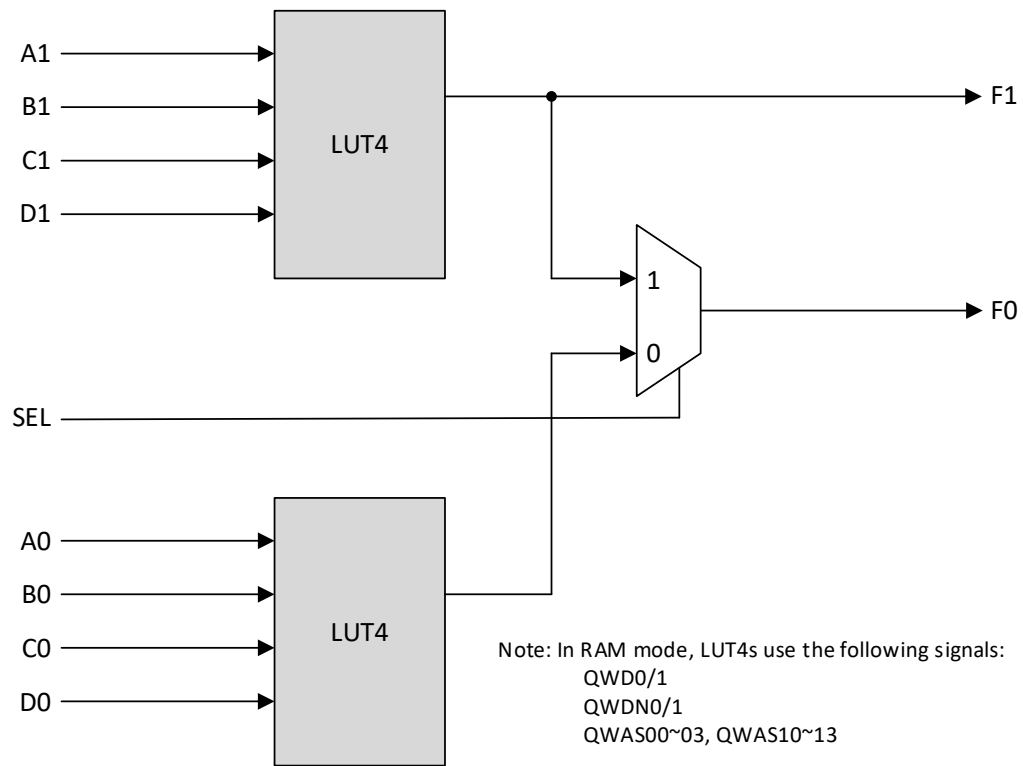 A1
B1
C1
D1
LUT4
F1
1
0
F0
SEL
A0
B0
C0
D0
LUT4
Note: In RAM mode, LUT4s use the following signals:
QWD0/1
QWDN0/1
QWAS00~03, QWAS10~13